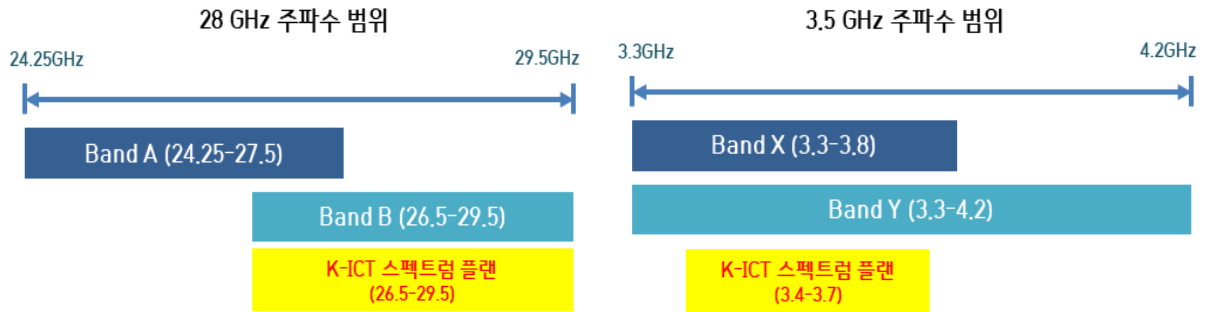 28 GHz 주파수 범위
24.25GHz
29.5GHz
Band A (24.25-27.5)
Band B (26.5-29.5)
K-ICT 스펙트럼 플랜
(26.5-29.5)
3.5 GHz 주파수 범위
3.3GHz
4.2GHz
Band X (3.3-3.8)
Band Y (3.3-4.2)
K-ICT 스펙트럼 플랜
(3.4-3.7)